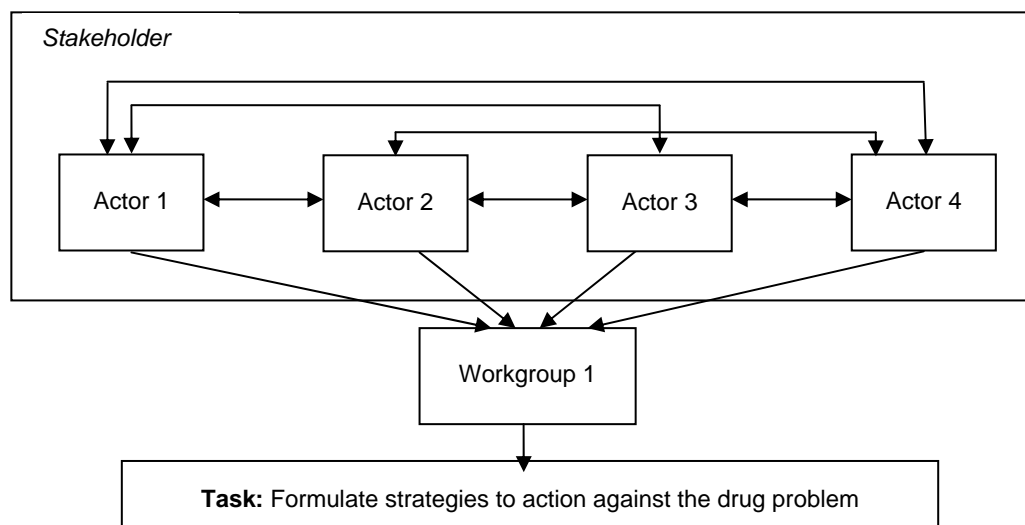 Stakeholder
Actor 1
Actor 2
Actor 3
Actor 4
Workgroup 1
Task: Formulate strategies to action against the drug problem